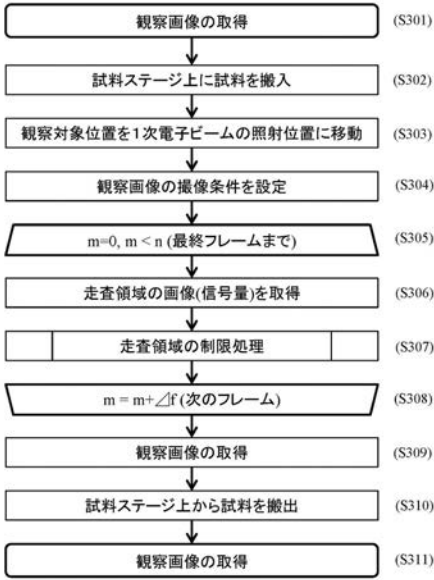 観察画像の取得 (S301)
試料ステージ上に試料を搬入 (S302)
観察対象位置を1次電子ビームの照射位置に移動 (S303)
観察画像の撮像条件を設定 (S304)
m=0, m < n (最終フレームまで) (S305)
走査領域の画像(信号量)を取得 (S306)
走査領域の制限処理 (S307)
m = m+⊿f (次のフレーム) (S308)
観察画像の取得 (S309)
試料ステージ上から試料を搬出 (S310)
観察画像の取得 (S311)